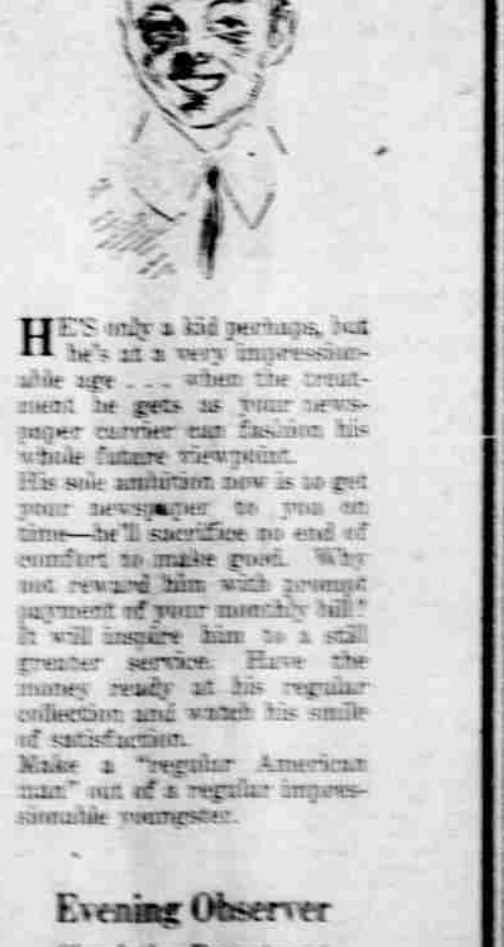 HE'S only a kid perhaps, but
he's at a very impression-
able age . . . when the treat-
ment he gets as your news-
paper carrier can fashion his
whole future viewpoint.
His sole ambition now is to get
your newspaper to you on
time—he'll sacrifice no end of
comfort to make good. Why
not reward him with prompt
payment of your monthly bill?
It will inspire him to a still
greater service. Have the
money ready at his regular
collection and watch his smile
of satisfaction.
Make a "regular American
man" out of a regular impres-
sionable youngster.
Evening Observer